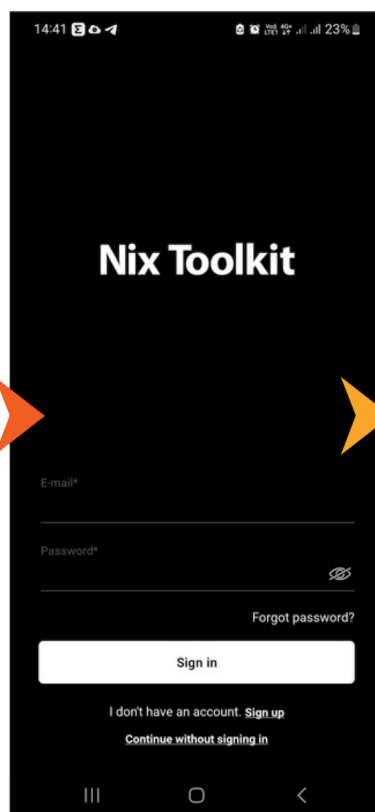 14:41 23%
Nix Toolkit
E-mail*
Password*
Forgot password?
Sign in
I don't have an account. Sign up
Continue without signing in